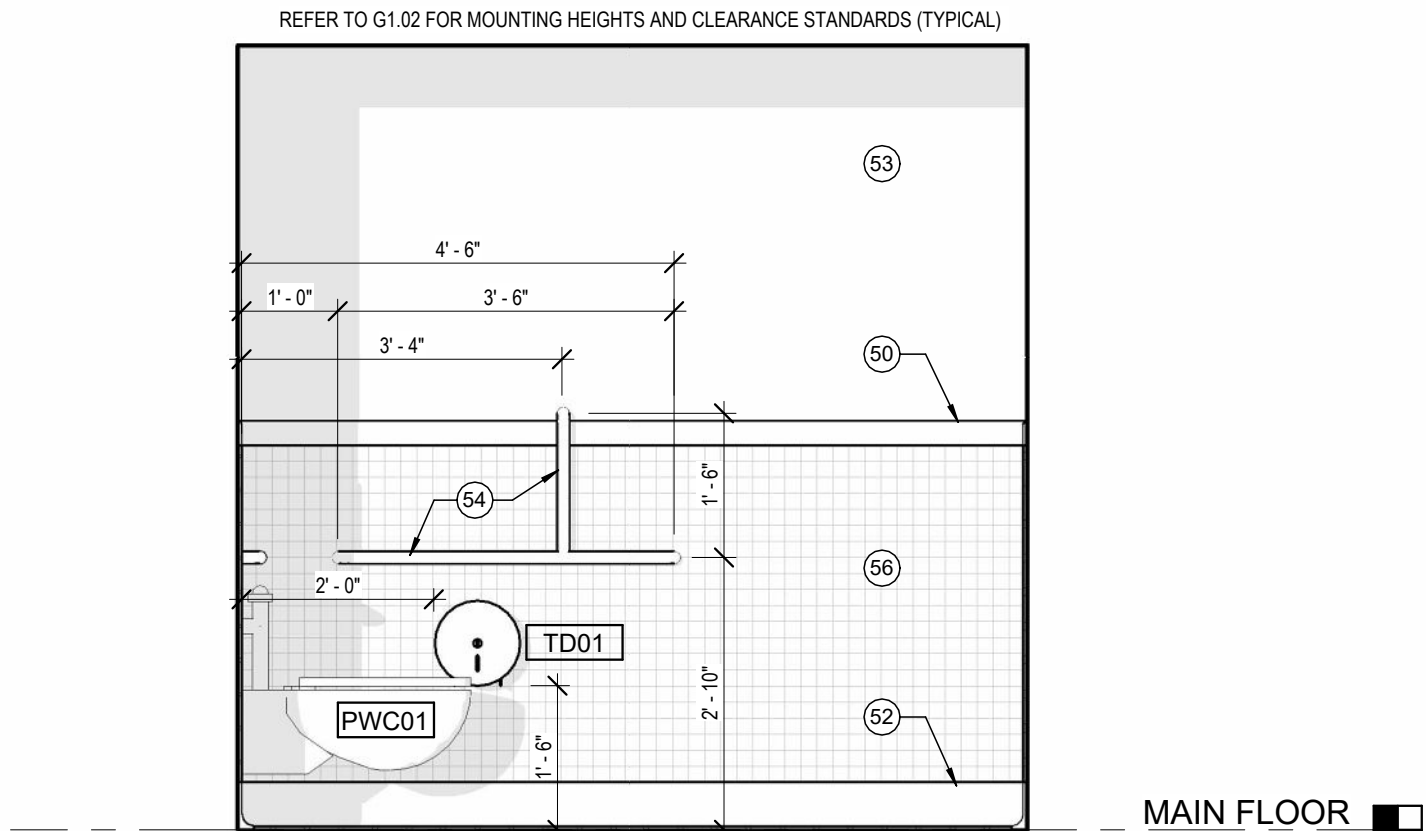 REFER TO G1.02 FOR MOUNTING HEIGHTS AND CLEARANCE STANDARDS (TYPICAL)
53
4' - 6"
1' - 0"
3' - 6"
3' - 4"
50
1' - 6"
54
56
2' - 0"
TD01
2' - 10"
PWC01
52
1' - 6"
MAIN FLOOR